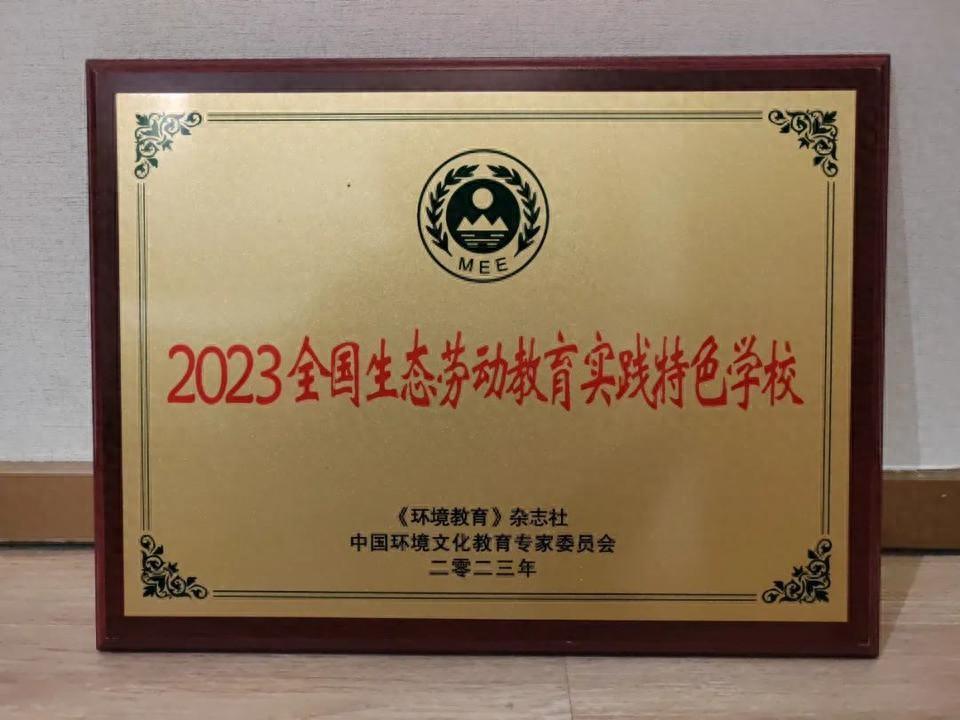 MEE
2023全国生态劳动教育实践特色学校
《环境教育》杂志社
中国环境文化教育专家委员会
二零二三年